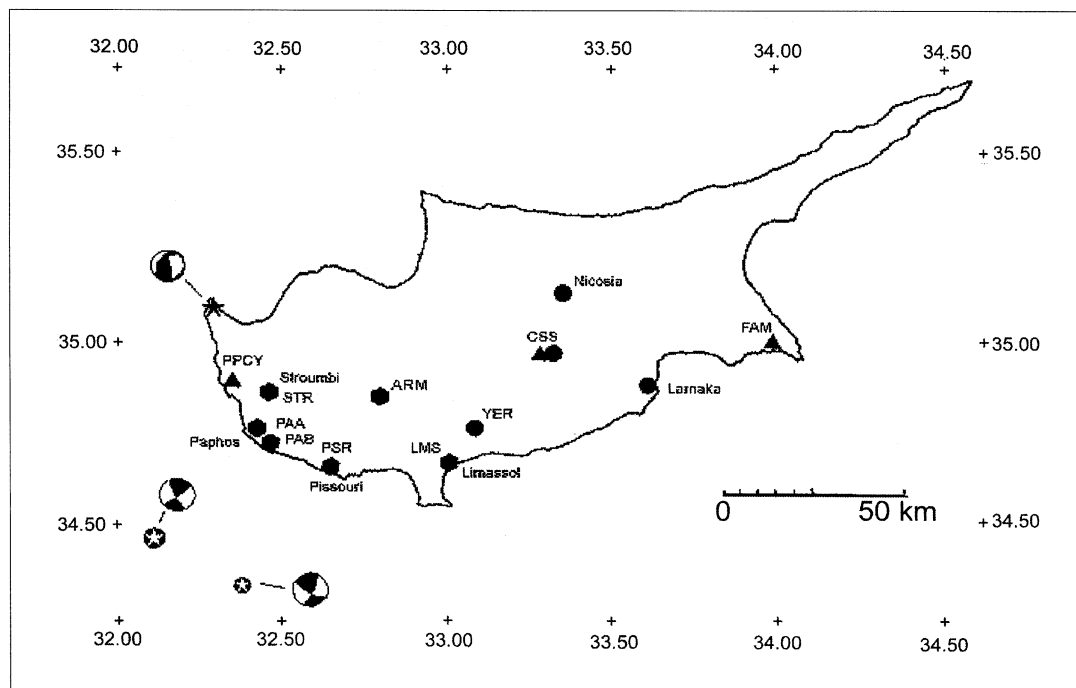 32.00 32.50 33.00 33.50 34.00 34.50
35.50 + + 35.50
Nicosia
35.00 + CSS FAM + 35.00
PPCY
Stroumbi
STR
ARM
Larnaka
PAA
YER
Paphos PAB
PSR LMS
Limassol
Pissouri
0 50 km
34.50 + + 34.50
32.00 32.50 33.00 33.50 34.00 34.50